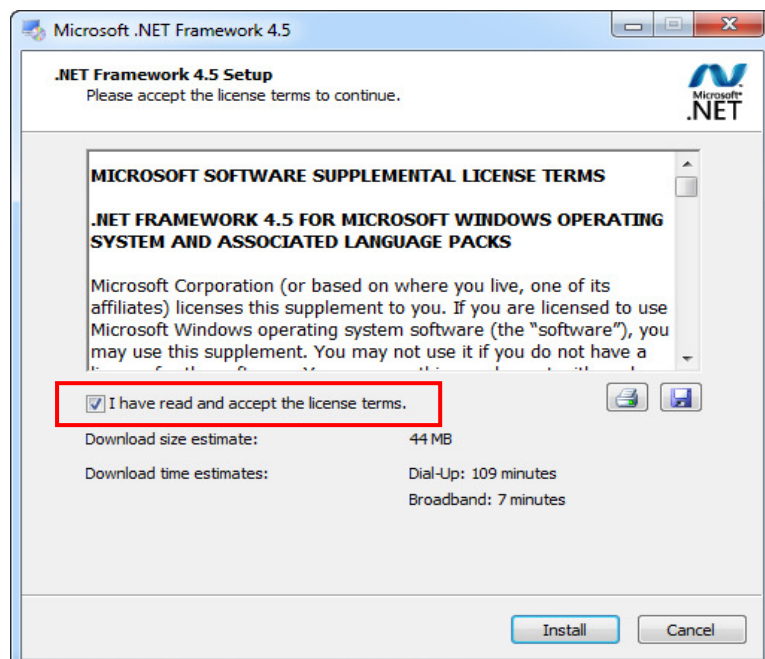 Microsoft .NET Framework 4.5
.NET Framework 4.5 Setup
Please accept the license terms to continue.
Microsoft®
.NET
MICROSOFT SOFTWARE SUPPLEMENTAL LICENSE TERMS
.NET FRAMEWORK 4.5 FOR MICROSOFT WINDOWS OPERATING
SYSTEM AND ASSOCIATED LANGUAGE PACKS
Microsoft Corporation (or based on where you live, one of its
affiliates) licenses this supplement to you. If you are licensed to use
Microsoft Windows operating system software (the “software”), you
may use this supplement. You may not use it if you do not have a
I have read and accept the license terms.
Download size estimate: 44 MB
Download time estimates: Dial-Up: 109 minutes
Broadband: 7 minutes
Install Cancel